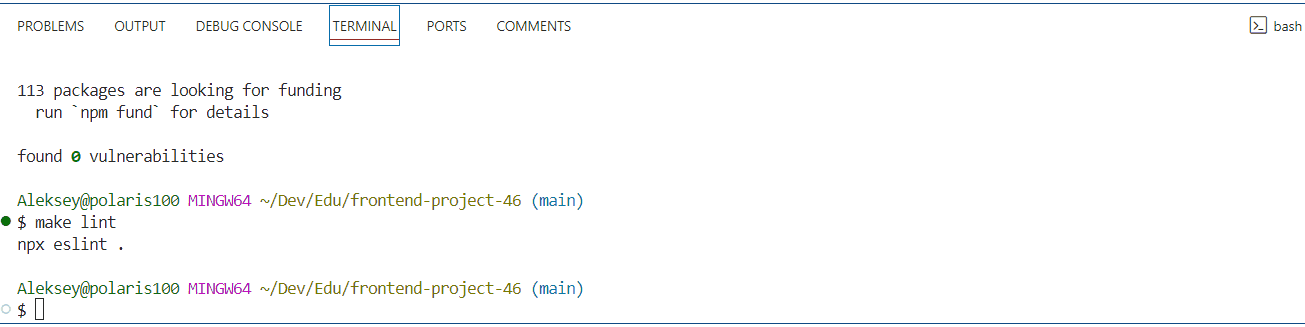 PROBLEMS OUTPUT DEBUG CONSOLE TERMINAL PORTS COMMENTS bash
113 packages are looking for funding
run `npm fund` for details
found 0 vulnerabilities
Aleksey@polaris100 MINGW64 ~/Dev/Edu/frontend-project-46 (main)
$ make lint
npx eslint .
Aleksey@polaris100 MINGW64 ~/Dev/Edu/frontend-project-46 (main)
$